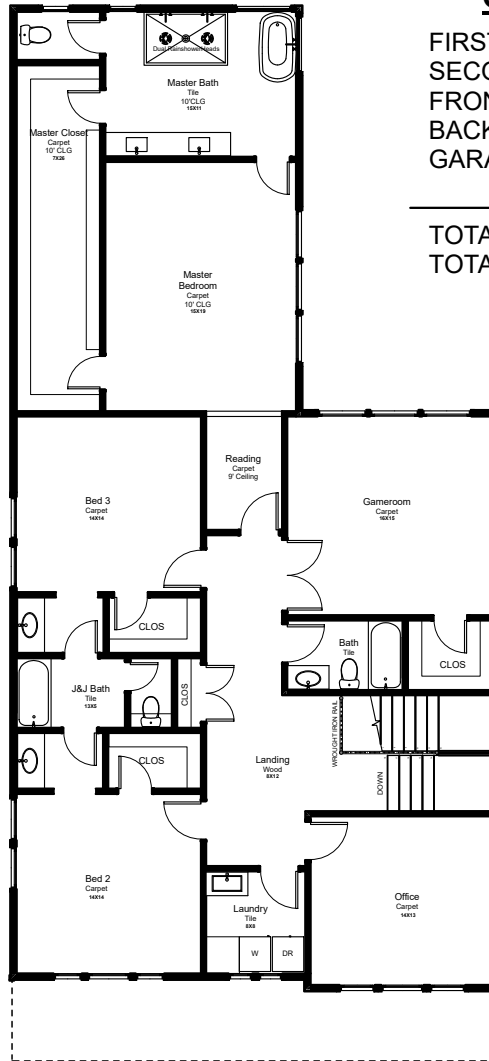 FIRST
SECO
FRON
BACK
GARA
TOTA
TOTA
Dual Rainshower Heads
Master Bath
Tile
10'CLG
15X11
Master Closet
Carpet
10' CLG
7X26
Master
Bedroom
Carpet
10' CLG
15X19
Reading
Carpet
9' Ceiling
Bed 3
Carpet
14X14
Gameroom
Carpet
16X15
CLOS
Bath
Tile
CLOS
J&J Bath
Tile
13X6
CLOS
WROUGHT IRON RAIL
CLOS
Landing
Wood
8X12
DOWN
Bed 2
Carpet
14X14
Office
Carpet
14X13
Laundry
Tile
8X8
W
DR